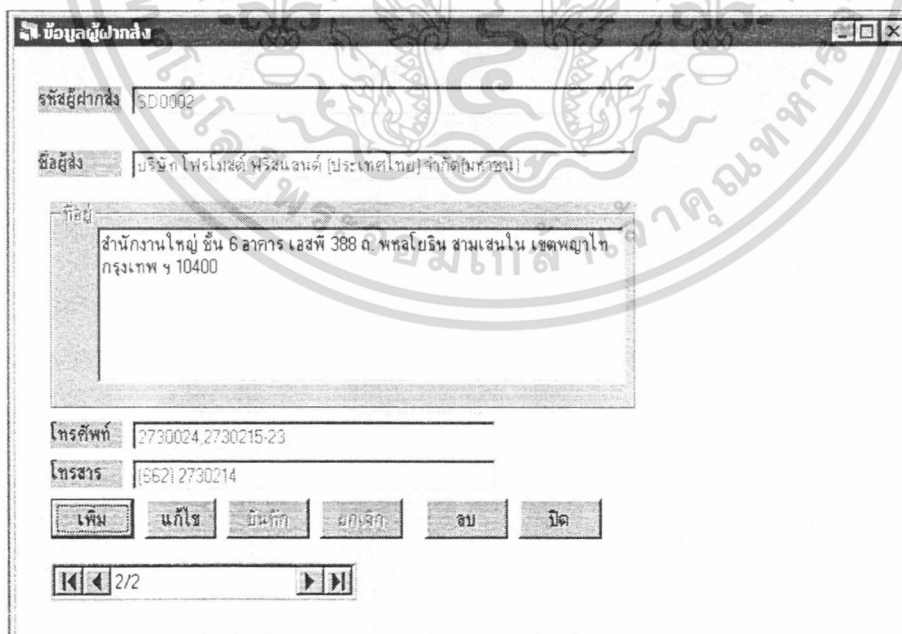 ข้อมูลผู้ฝากส่ง
รหัสผู้ฝากส่ง SD0002
ชื่อผู้ส่ง บริษัท โฟรโมสต์ ฟรีสแลนด์ (ประเทศไทย) จำกัด(มหาชน)
ที่อยู่
สำนักงานใหญ่ ชั้น 6 อาคาร เอสพี 388 ถ. พหลโยธิน สามเสนใน เขตพญาไท
กรุงเทพ ฯ 10400
โทรศัพท์ 2730024,2730215-23
โทรสาร (662) 2730214
เพิ่ม แก้ไข บันทึก ยกเลิก ลบ ปิด
2/2